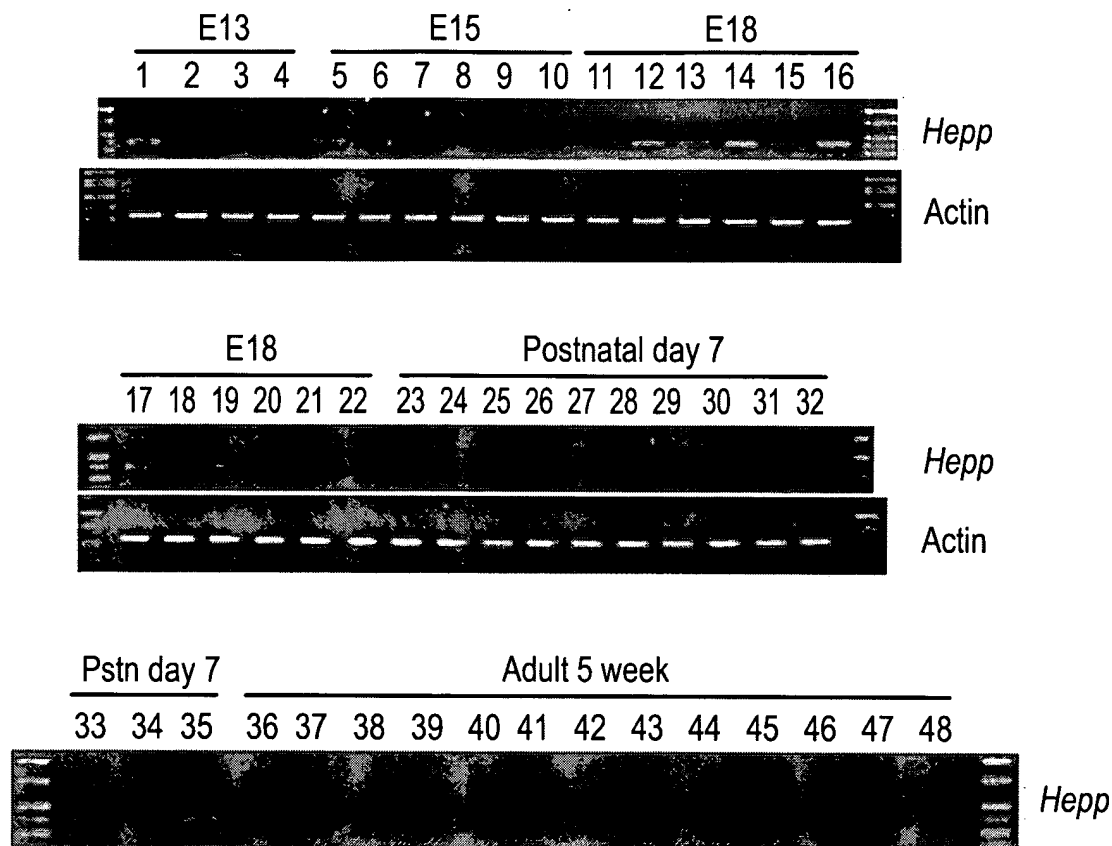 E13 E15 E18
1 2 3 4 5 6 7 8 9 10 11 12 13 14 15 16
Hepp
Actin
E18 Postnatal day 7
17 18 19 20 21 22 23 24 25 26 27 28 29 30 31 32
Hepp
Actin
Pstn day 7 Adult 5 week
33 34 35 36 37 38 39 40 41 42 43 44 45 46 47 48
Hepp